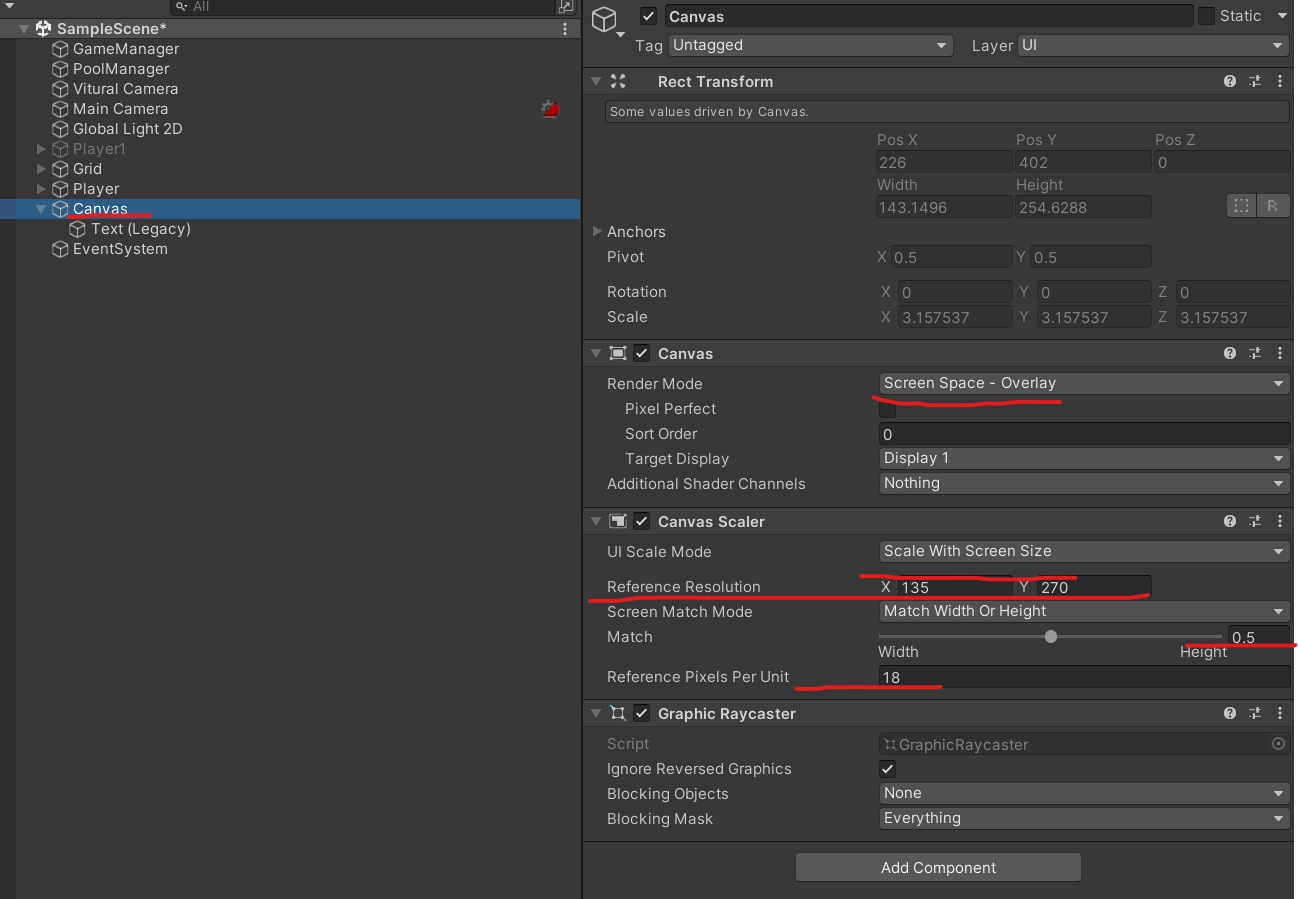 All
SampleScene*
GameManager
PoolManager
Vitural Camera
Main Camera
Global Light 2D
Player1
Grid
Player
Canvas
Text (Legacy)
EventSystem
Canvas Static
Tag Untagged Layer UI
Rect Transform
Some values driven by Canvas.
Pos X Pos Y Pos Z
226 402 0
Width Height
143.1496 254.6288 R
Anchors
Pivot X 0.5 Y 0.5
Rotation X 0 Y 0 Z 0
Scale X 3.157537 Y 3.157537 Z 3.157537
Canvas
Render Mode Screen Space - Overlay
Pixel Perfect
Sort Order 0
Target Display Display 1
Additional Shader Channels Nothing
Canvas Scaler
UI Scale Mode Scale With Screen Size
Reference Resolution X 135 Y 270
Screen Match Mode Match Width Or Height
Match 0.5
Width Height
Reference Pixels Per Unit 18
Graphic Raycaster
Script GraphicRaycaster
Ignore Reversed Graphics
Blocking Objects None
Blocking Mask Everything
Add Component